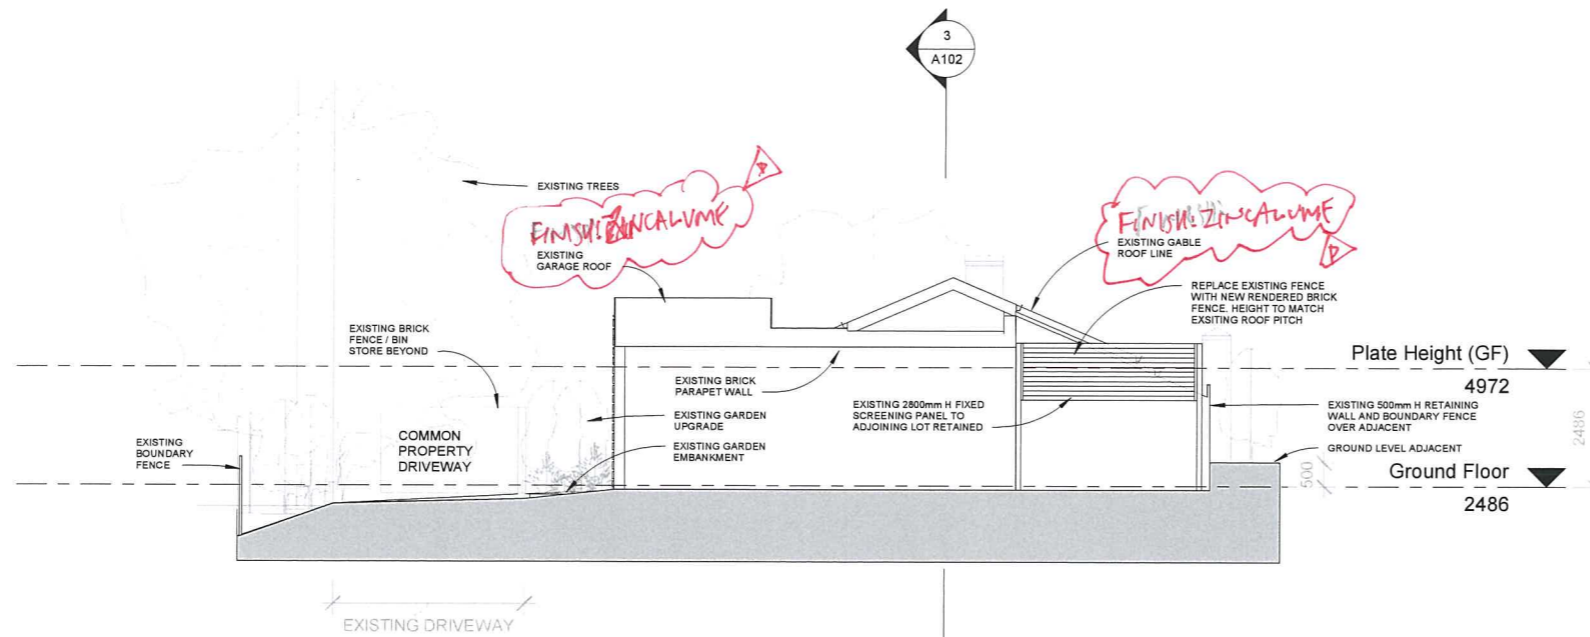 3
A102
EXISTING TREES
FINISH: ZINCALUME
EXISTING
GARAGE ROOF
FINISH: ZINCALUME
EXISTING GABLE
ROOF LINE
REPLACE EXISTING FENCE
WITH NEW RENDERED BRICK
FENCE. HEIGHT TO MATCH
EXSITING ROOF PITCH
EXISTING BRICK
FENCE / BIN
STORE BEYOND
Plate Height (GF)
4972
EXISTING BRICK
PARAPET WALL
EXISTING 2800mm H FIXED
SCREENING PANEL TO
ADJOINING LOT RETAINED
EXISTING 500mm H RETAINING
WALL AND BOUNDARY FENCE
OVER ADJACENT
EXISTING GARDEN
UPGRADE
EXISTING
BOUNDARY
FENCE
COMMON
PROPERTY
DRIVEWAY
EXISTING GARDEN
EMBANKMENT
GROUND LEVEL ADJACENT
2486
500
Ground Floor
2486
EXISTING DRIVEWAY